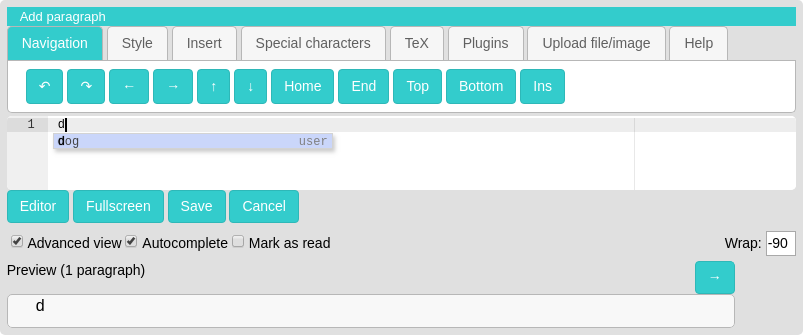 Add paragraph
Navigation Style Insert Special characters TeX Plugins Upload file/image Help
↶ ↷ ← → ↑ ↓ Home End Top Bottom Ins
1 d
dog user
Editor Fullscreen Save Cancel
Advanced view Autocomplete Mark as read Wrap: -90
Preview (1 paragraph) →
d